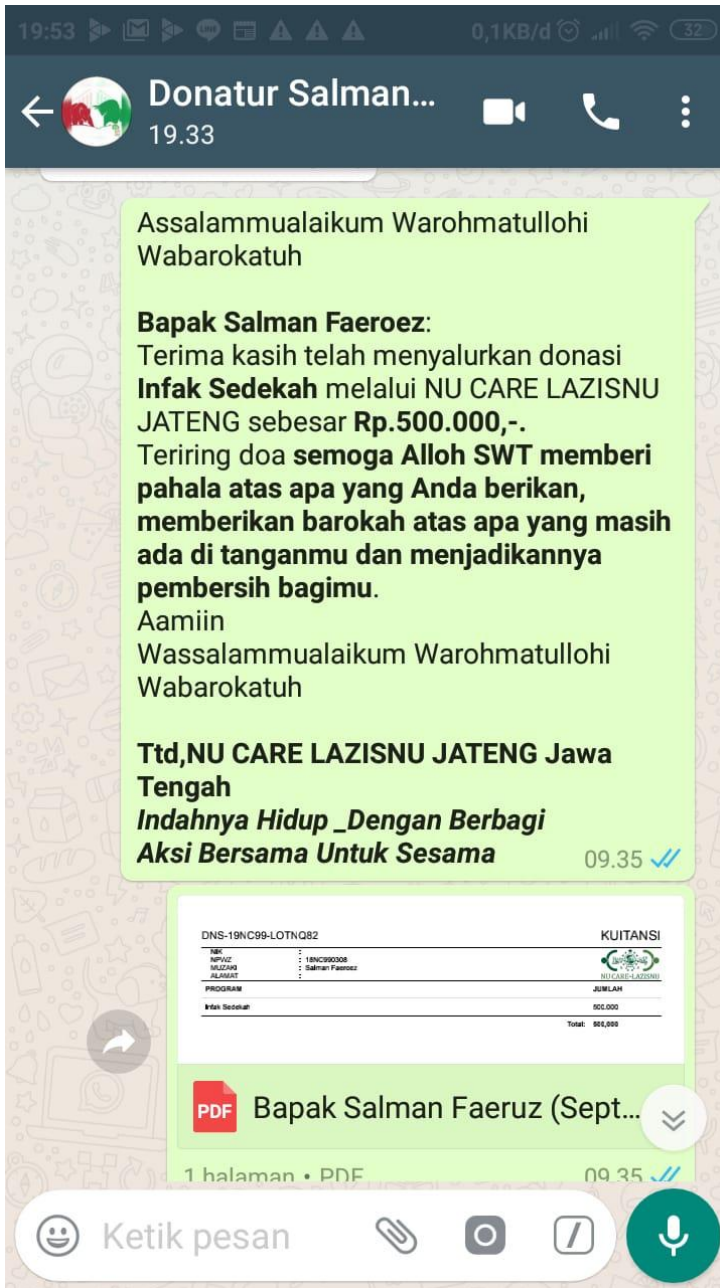 19:53
0,1KB/d
32
Donatur Salman...
19.33
Assalammualaikum Warohmatullohi
Wabarokatuh
Bapak Salman Faeroez:
Terima kasih telah menyalurkan donasi
Infak Sedekah melalui NU CARE LAZISNU
JATENG sebesar Rp.500.000,-.
Teriring doa semoga Alloh SWT memberi
pahala atas apa yang Anda berikan,
memberikan barokah atas apa yang masih
ada di tanganmu dan menjadikannya
pembersih bagimu.
Aamiin
Wassalammualaikum Warohmatullohi
Wabarokatuh
Ttd,NU CARE LAZISNU JATENG Jawa
Tengah
Indahnya Hidup _Dengan Berbagi
Aksi Bersama Untuk Sesama
09.35
DNS-19NC99-LOTNQ82 KUITANSI
NIK :
NPWZ : 18NC990308
MUZAKI : Salman Faeroez
ALAMAT :
NU CARE-LAZISNU
PROGRAM JUMLAH
Infak Sedekah 500.000
Total: 500,000
PDF Bapak Salman Faeruz (Sept...
1 halaman • PDF 09.35
Ketik pesan